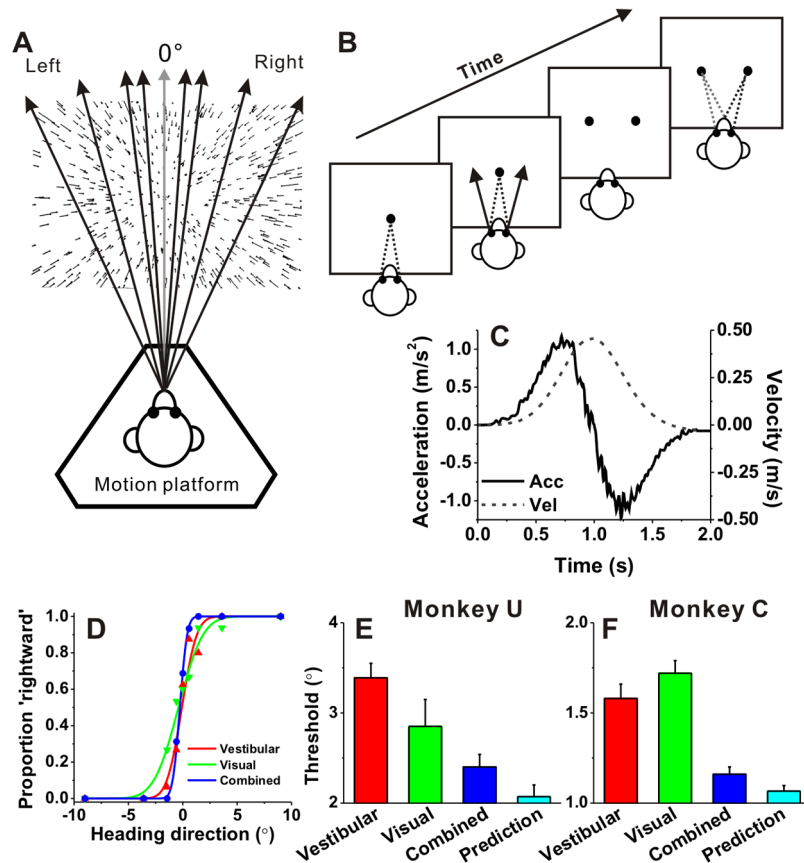 A
Left
0°
Right
B
Time
Motion platform
C
Acceleration (m/s²)
1.0
0.5
0.0
-0.5
-1.0
Acc
Vel
0.50
0.25
0.00
-0.25
-0.50
Velocity (m/s)
0.0 0.5 1.0 1.5 2.0
Time (s)
D
Proportion 'rightward'
1.0
0.8
0.6
0.4
0.2
0.0
Vestibular
Visual
Combined
-10 -5 0 5 10
Heading direction (°)
E
Monkey U
Threshold (°)
4
3
2
Vestibular
Visual
Combined
Prediction
F
Monkey C
2.0
1.5
1.0
Vestibular
Visual
Combined
Prediction